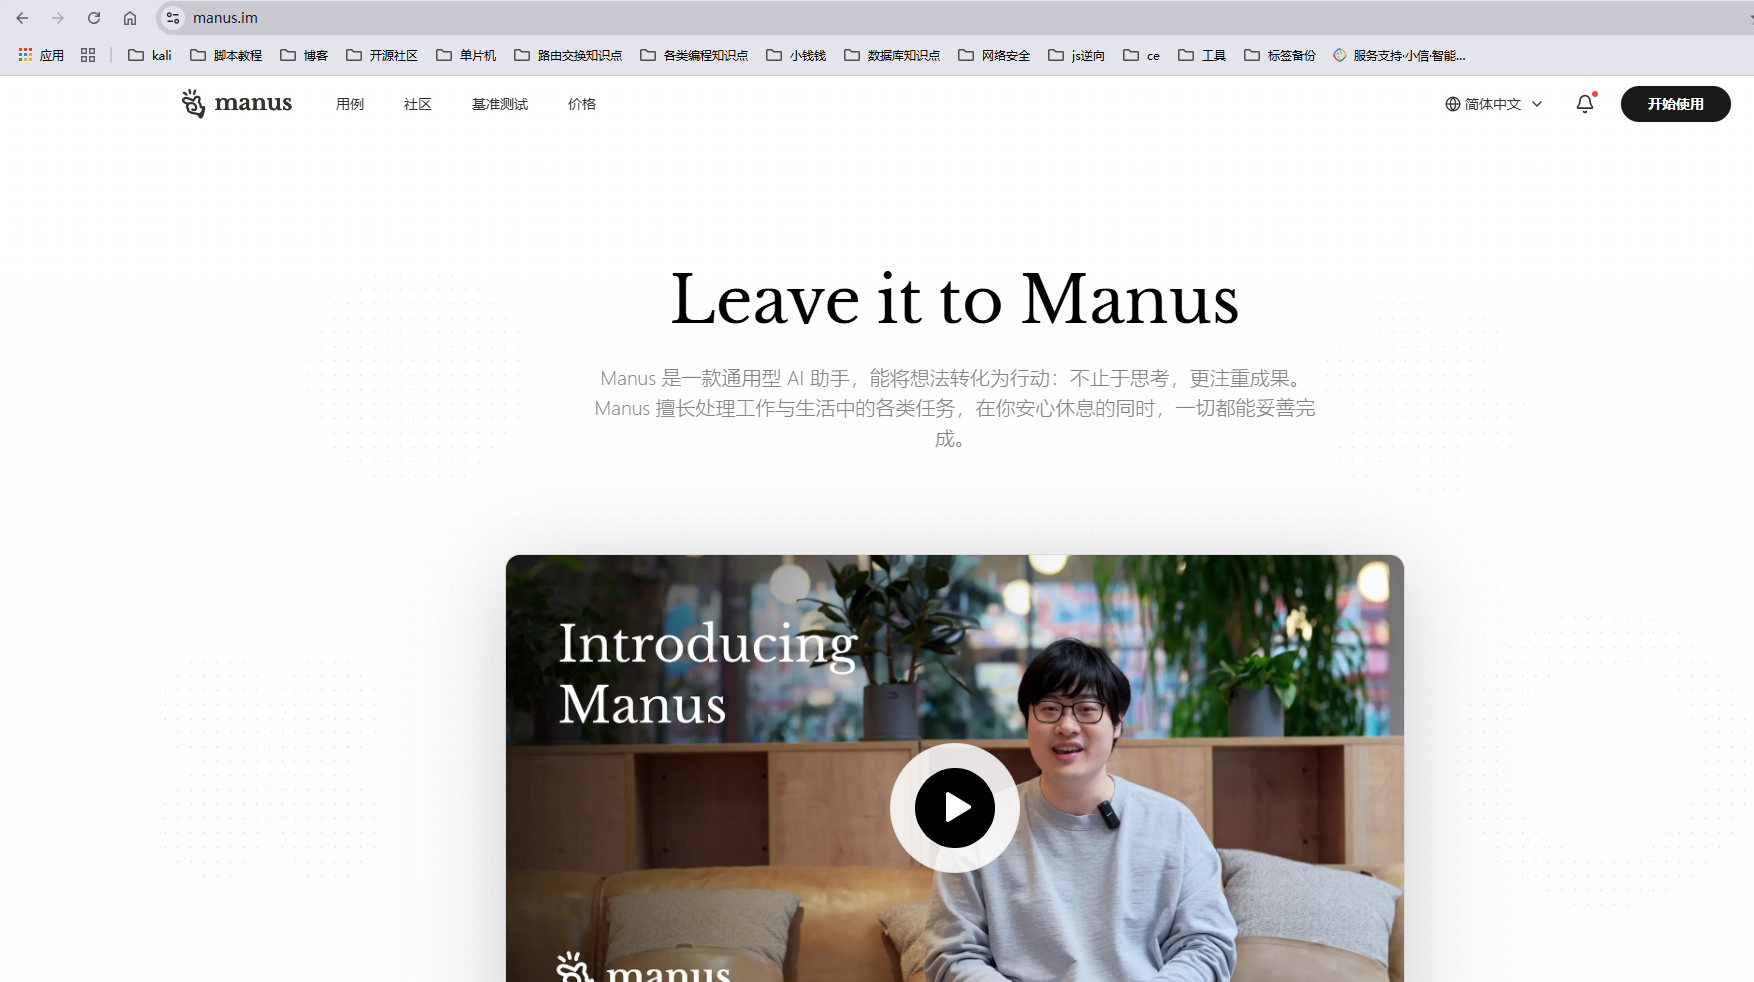 manus.im
应用
kali
脚本教程
博客
开源社区
单片机
路由交换知识点
各类编程知识点
小钱钱
数据库知识点
网络安全
js逆向
ce
工具
标签备份
服务支持·小信·智能...
manus
用例
社区
基准测试
价格
简体中文
开始使用
Leave it to Manus
Manus 是一款通用型 AI 助手，能将想法转化为行动：不止于思考，更注重成果。
Manus 擅长处理工作与生活中的各类任务，在你安心休息的同时，一切都能妥善完
成。
Introducing
Manus
manus